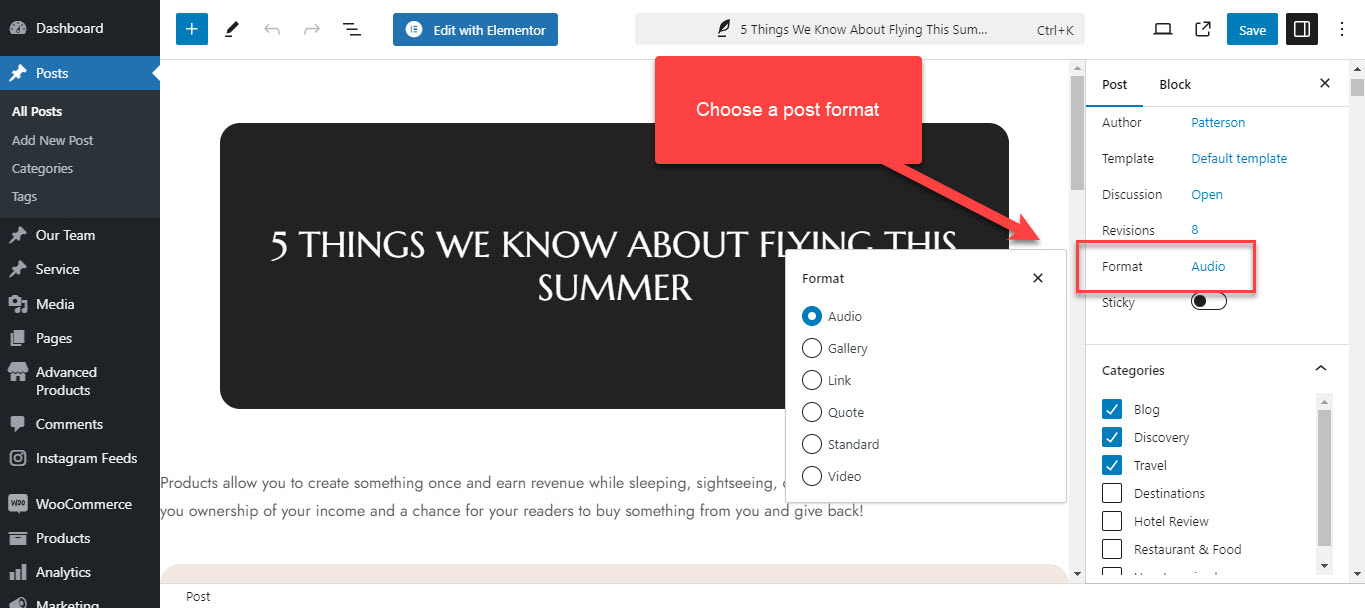 Dashboard
Posts
All Posts
Add New Post
Categories
Tags
Our Team
Service
Media
Pages
Advanced
Products
Comments
Instagram Feeds
WooCommerce
Products
Analytics
Marketing
Edit with Elementor
5 Things We Know About Flying This Sum... Ctrl+K
Save
Choose a post format
5 THINGS WE KNOW ABOUT FLYING THIS
SUMMER
Products allow you to create something once and earn revenue while sleeping, sightseeing,
you ownership of your income and a chance for your readers to buy something from you and give back!
Format
Audio
Gallery
Link
Quote
Standard
Video
Post Block
Author Patterson
Template Default template
Discussion Open
Revisions 8
Format Audio
Sticky
Categories
Blog
Discovery
Travel
Destinations
Hotel Review
Restaurant & Food
Post